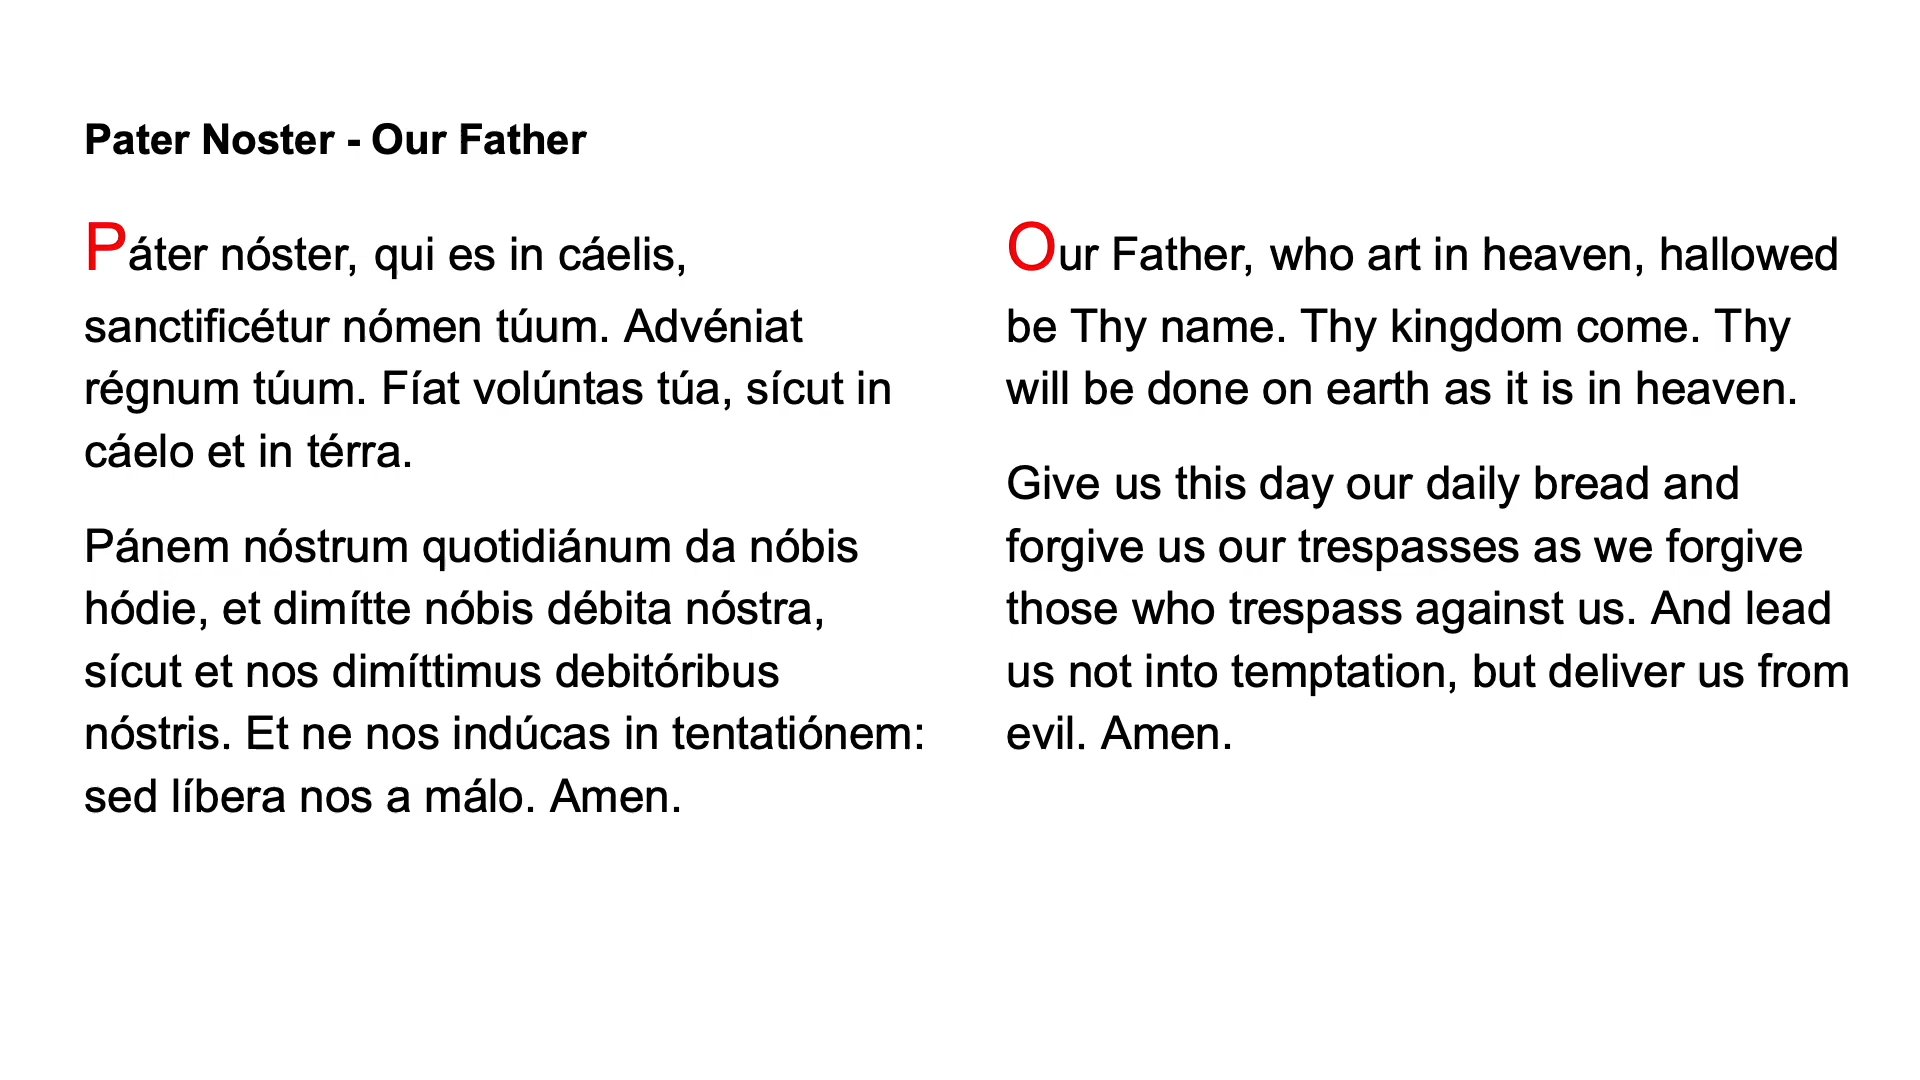 Pater Noster - Our Father
Páter nóster, qui es in cáelis,
sanctificétur nómen túum. Advéniat
régnum túum. Fíat volúntas túa, sícut in
cáelo et in térra.
Pánem nóstrum quotidiánum da nóbis
hódie, et dimítte nóbis débita nóstra,
sícut et nos dimíttimus debitóribus
nóstris. Et ne nos indúcas in tentatiónem:
sed líbera nos a málo. Amen.
Our Father, who art in heaven, hallowed
be Thy name. Thy kingdom come. Thy
will be done on earth as it is in heaven.
Give us this day our daily bread and
forgive us our trespasses as we forgive
those who trespass against us. And lead
us not into temptation, but deliver us from
evil. Amen.